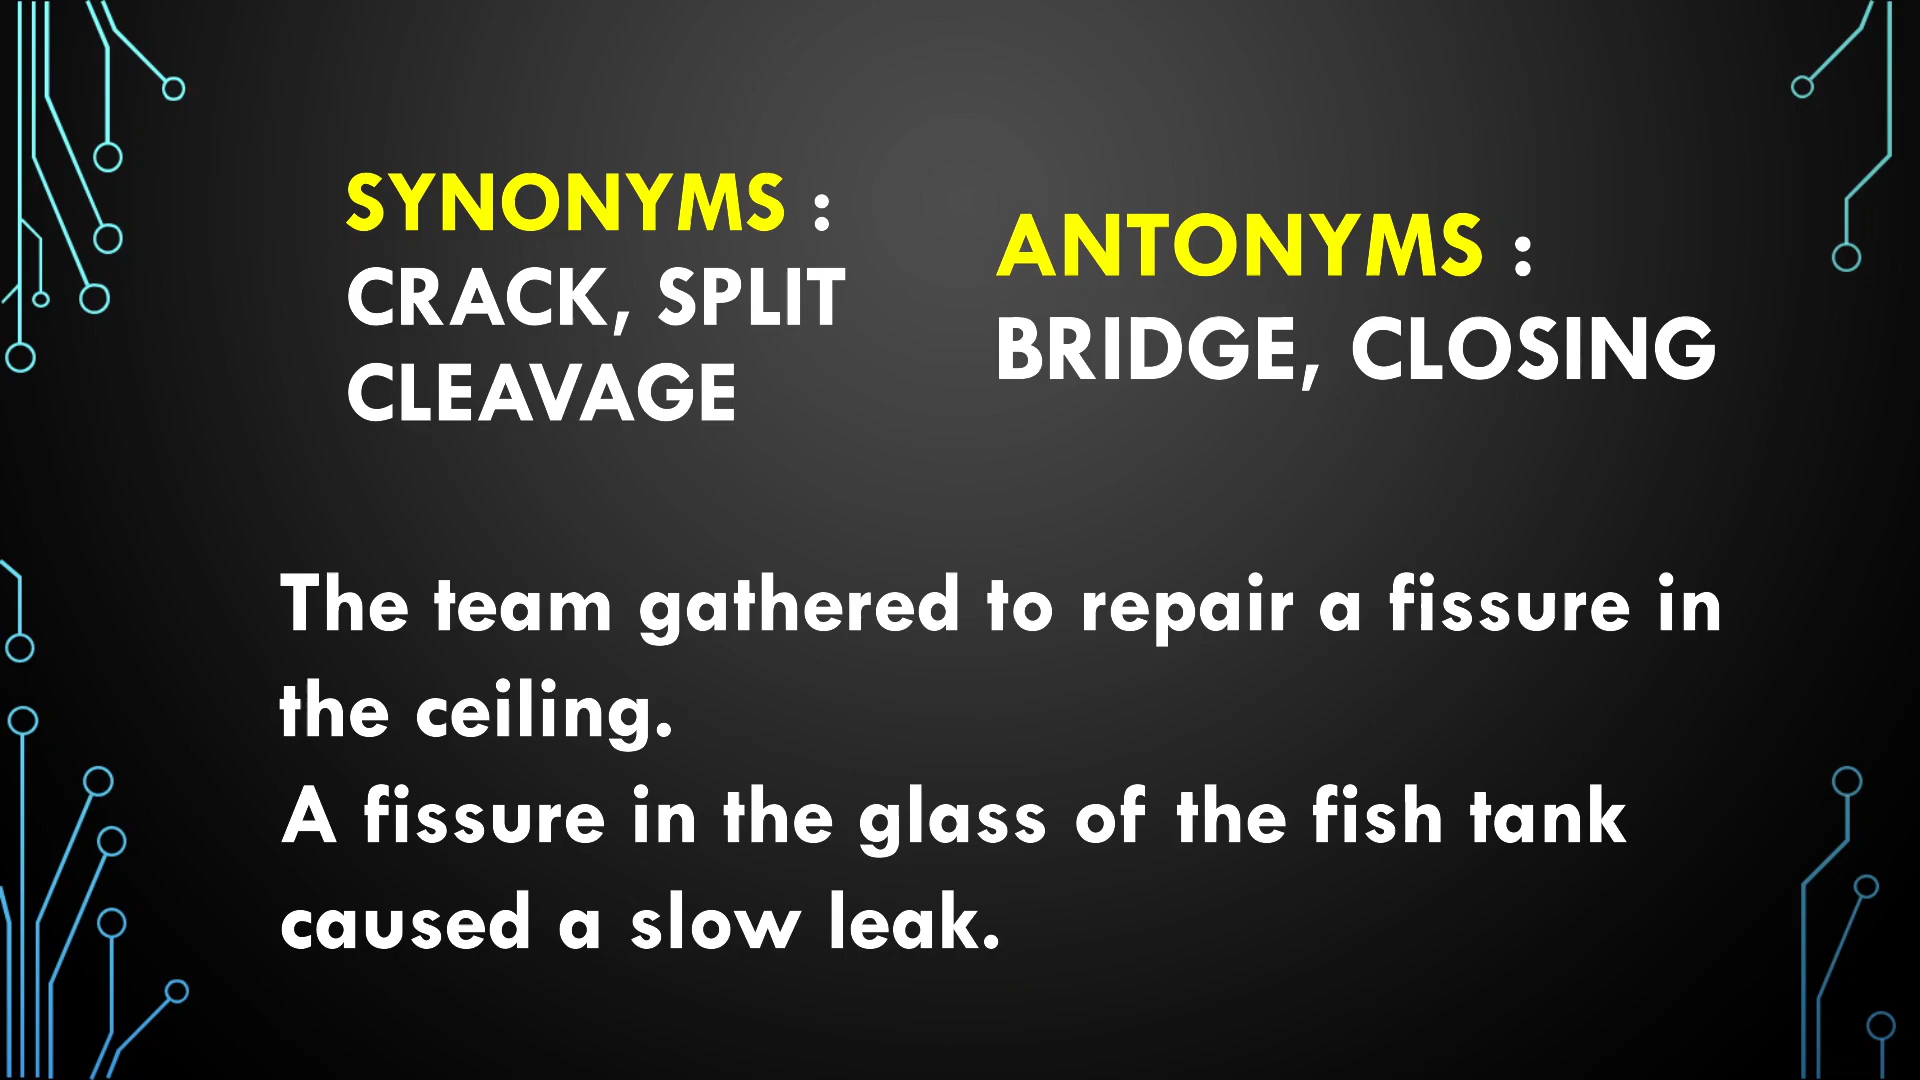 SYNONYMS :
CRACK, SPLIT
CLEAVAGE
ANTONYMS :
BRIDGE, CLOSING
The team gathered to repair a fissure in
the ceiling.
A fissure in the glass of the fish tank
caused a slow leak.